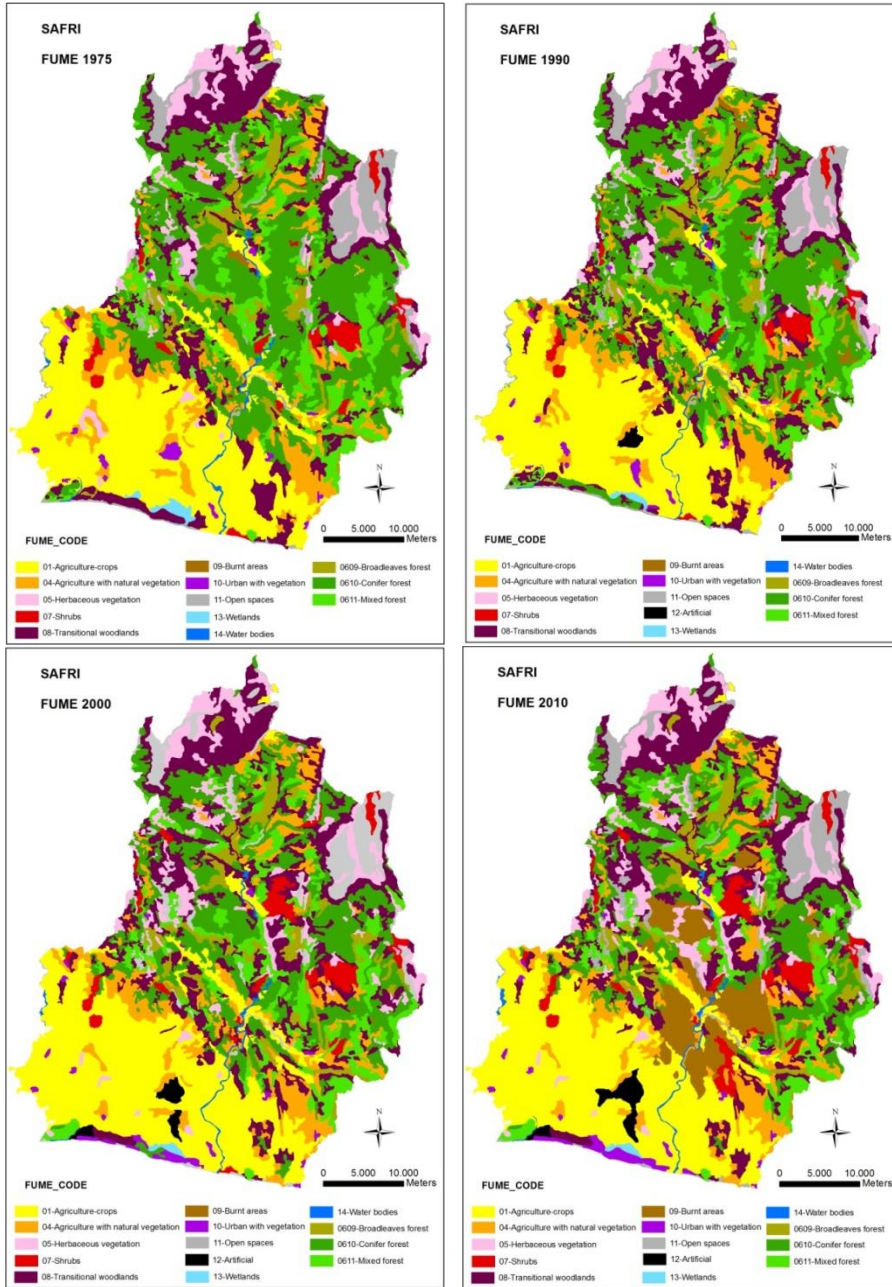 SAFRI
FUME 1975
N
0 5.000 10.000
Meters
FUME_CODE
01-Agriculture-crops
04-Agriculture with natural vegetation
05-Herbaceous vegetation
07-Shrubs
08-Transitional woodlands
09-Burnt areas
10-Urban with vegetation
11-Open spaces
13-Wetlands
14-Water bodies
0609-Broadleaves forest
0610-Conifer forest
0611-Mixed forest
SAFRI
FUME 1990
N
0 5.000 10.000
Meters
FUME_CODE
01-Agriculture-crops
04-Agriculture with natural vegetation
05-Herbaceous vegetation
07-Shrubs
08-Transitional woodlands
09-Burnt areas
10-Urban with vegetation
11-Open spaces
12-Artificial
13-Wetlands
14-Water bodies
0609-Broadleaves forest
0610-Conifer forest
0611-Mixed forest
SAFRI
FUME 2000
N
0 5.000 10.000
Meters
FUME_CODE
01-Agriculture-crops
04-Agriculture with natural vegetation
05-Herbaceous vegetation
07-Shrubs
08-Transitional woodlands
09-Burnt areas
10-Urban with vegetation
11-Open spaces
12-Artificial
13-Wetlands
14-Water bodies
0609-Broadleaves forest
0610-Conifer forest
0611-Mixed forest
SAFRI
FUME 2010
N
0 5.000 10.000
Meters
FUME_CODE
01-Agriculture-crops
04-Agriculture with natural vegetation
05-Herbaceous vegetation
07-Shrubs
08-Transitional woodlands
09-Burnt areas
10-Urban with vegetation
11-Open spaces
12-Artificial
13-Wetlands
14-Water bodies
0609-Broadleaves forest
0610-Conifer forest
0611-Mixed forest